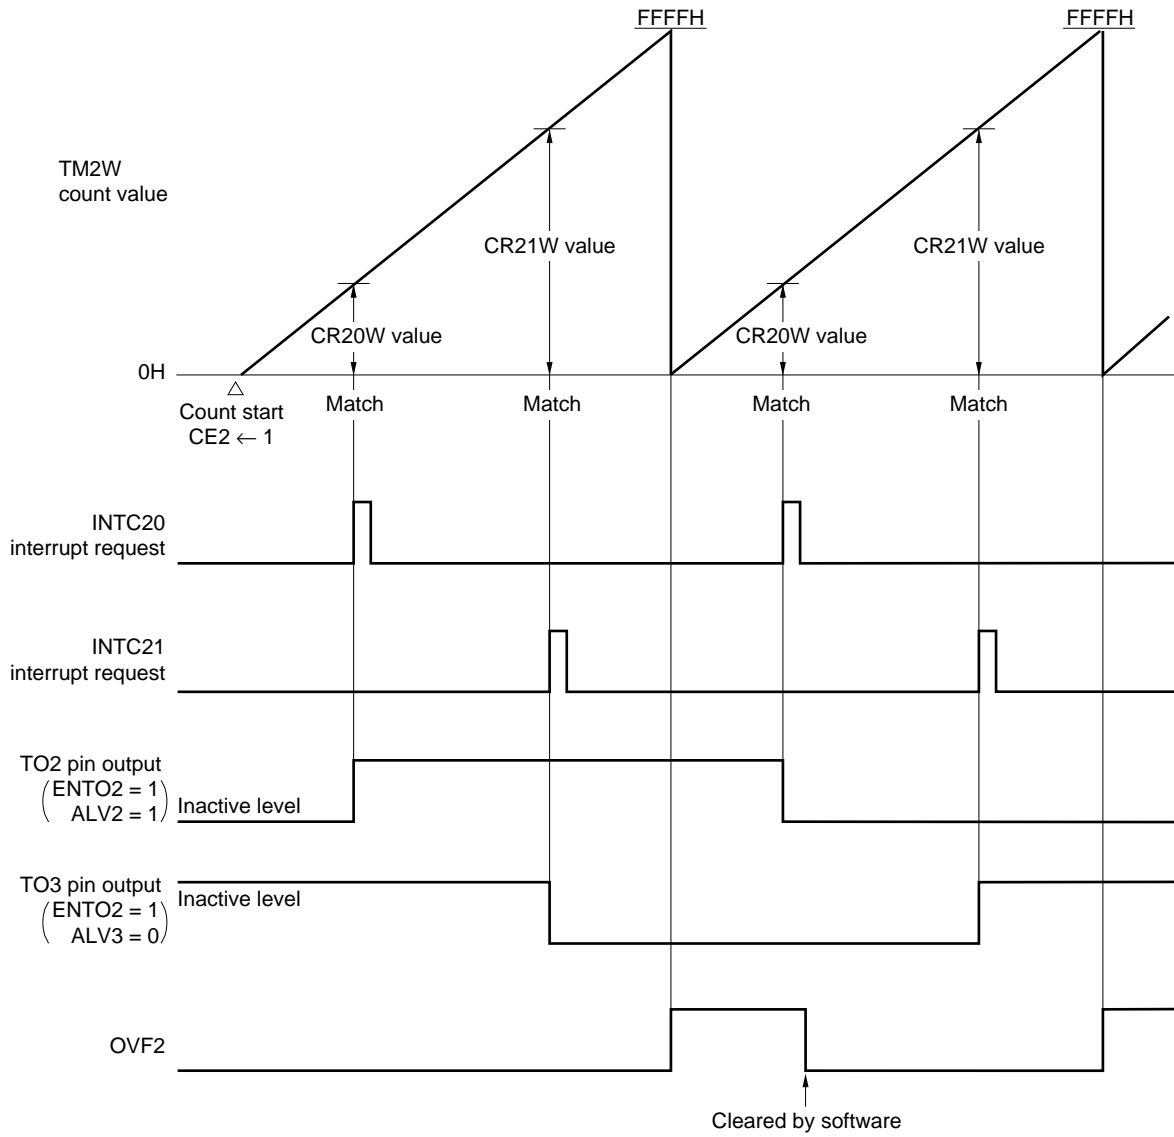 FFFFH
FFFFH
TM2W
count value
CR21W value
CR21W value
CR20W value
CR20W value
0H
Count start
CE2 ← 1
Match
Match
Match
Match
INTC20
interrupt request
INTC21
interrupt request
TO2 pin output
(ENTO2 = 1
ALV2 = 1)
Inactive level
TO3 pin output
(ENTO2 = 1
ALV3 = 0)
Inactive level
OVF2
Cleared by software